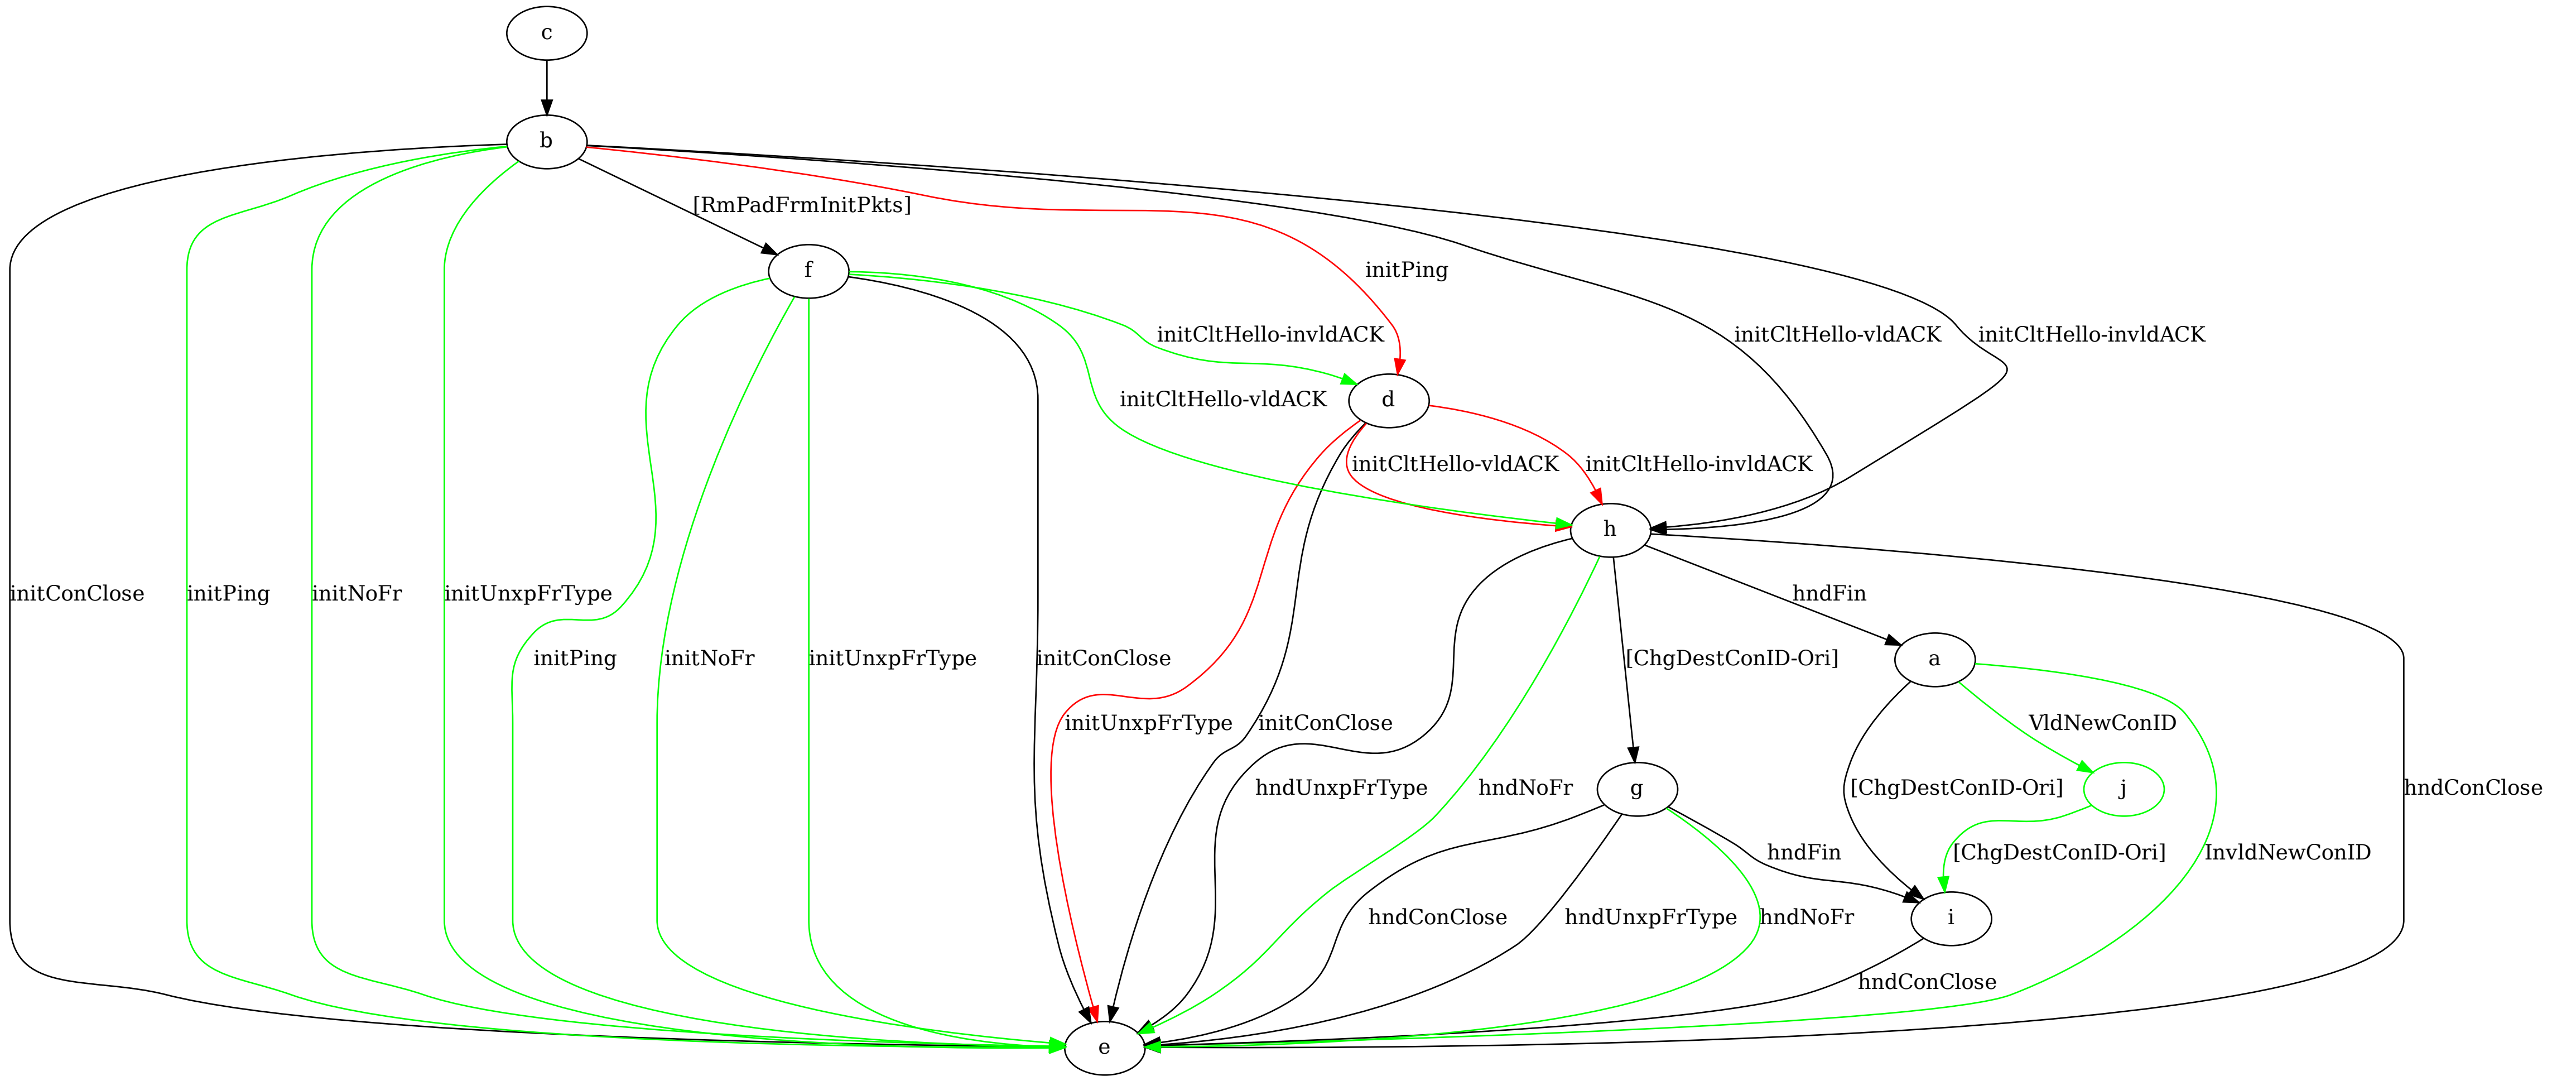 c
b
[RmPadFrmInitPkts]
f
initPing
initCltHello-invldACK
initCltHello-vldACK
initCltHello-invldACK
d
initCltHello-vldACK
initCltHello-vldACK
initCltHello-invldACK
h
initConClose
initPing
initNoFr
initUnxpFrType
hndFin
initPing
initNoFr
initUnxpFrType
initConClose
[ChgDestConID-Ori]
a
initUnxpFrType
initConClose
VldNewConID
hndUnxpFrType
hndNoFr
g
[ChgDestConID-Ori]
j
hndConClose
hndFin
[ChgDestConID-Ori]
InvldNewConID
hndConClose
hndUnxpFrType
hndNoFr
i
hndConClose
e